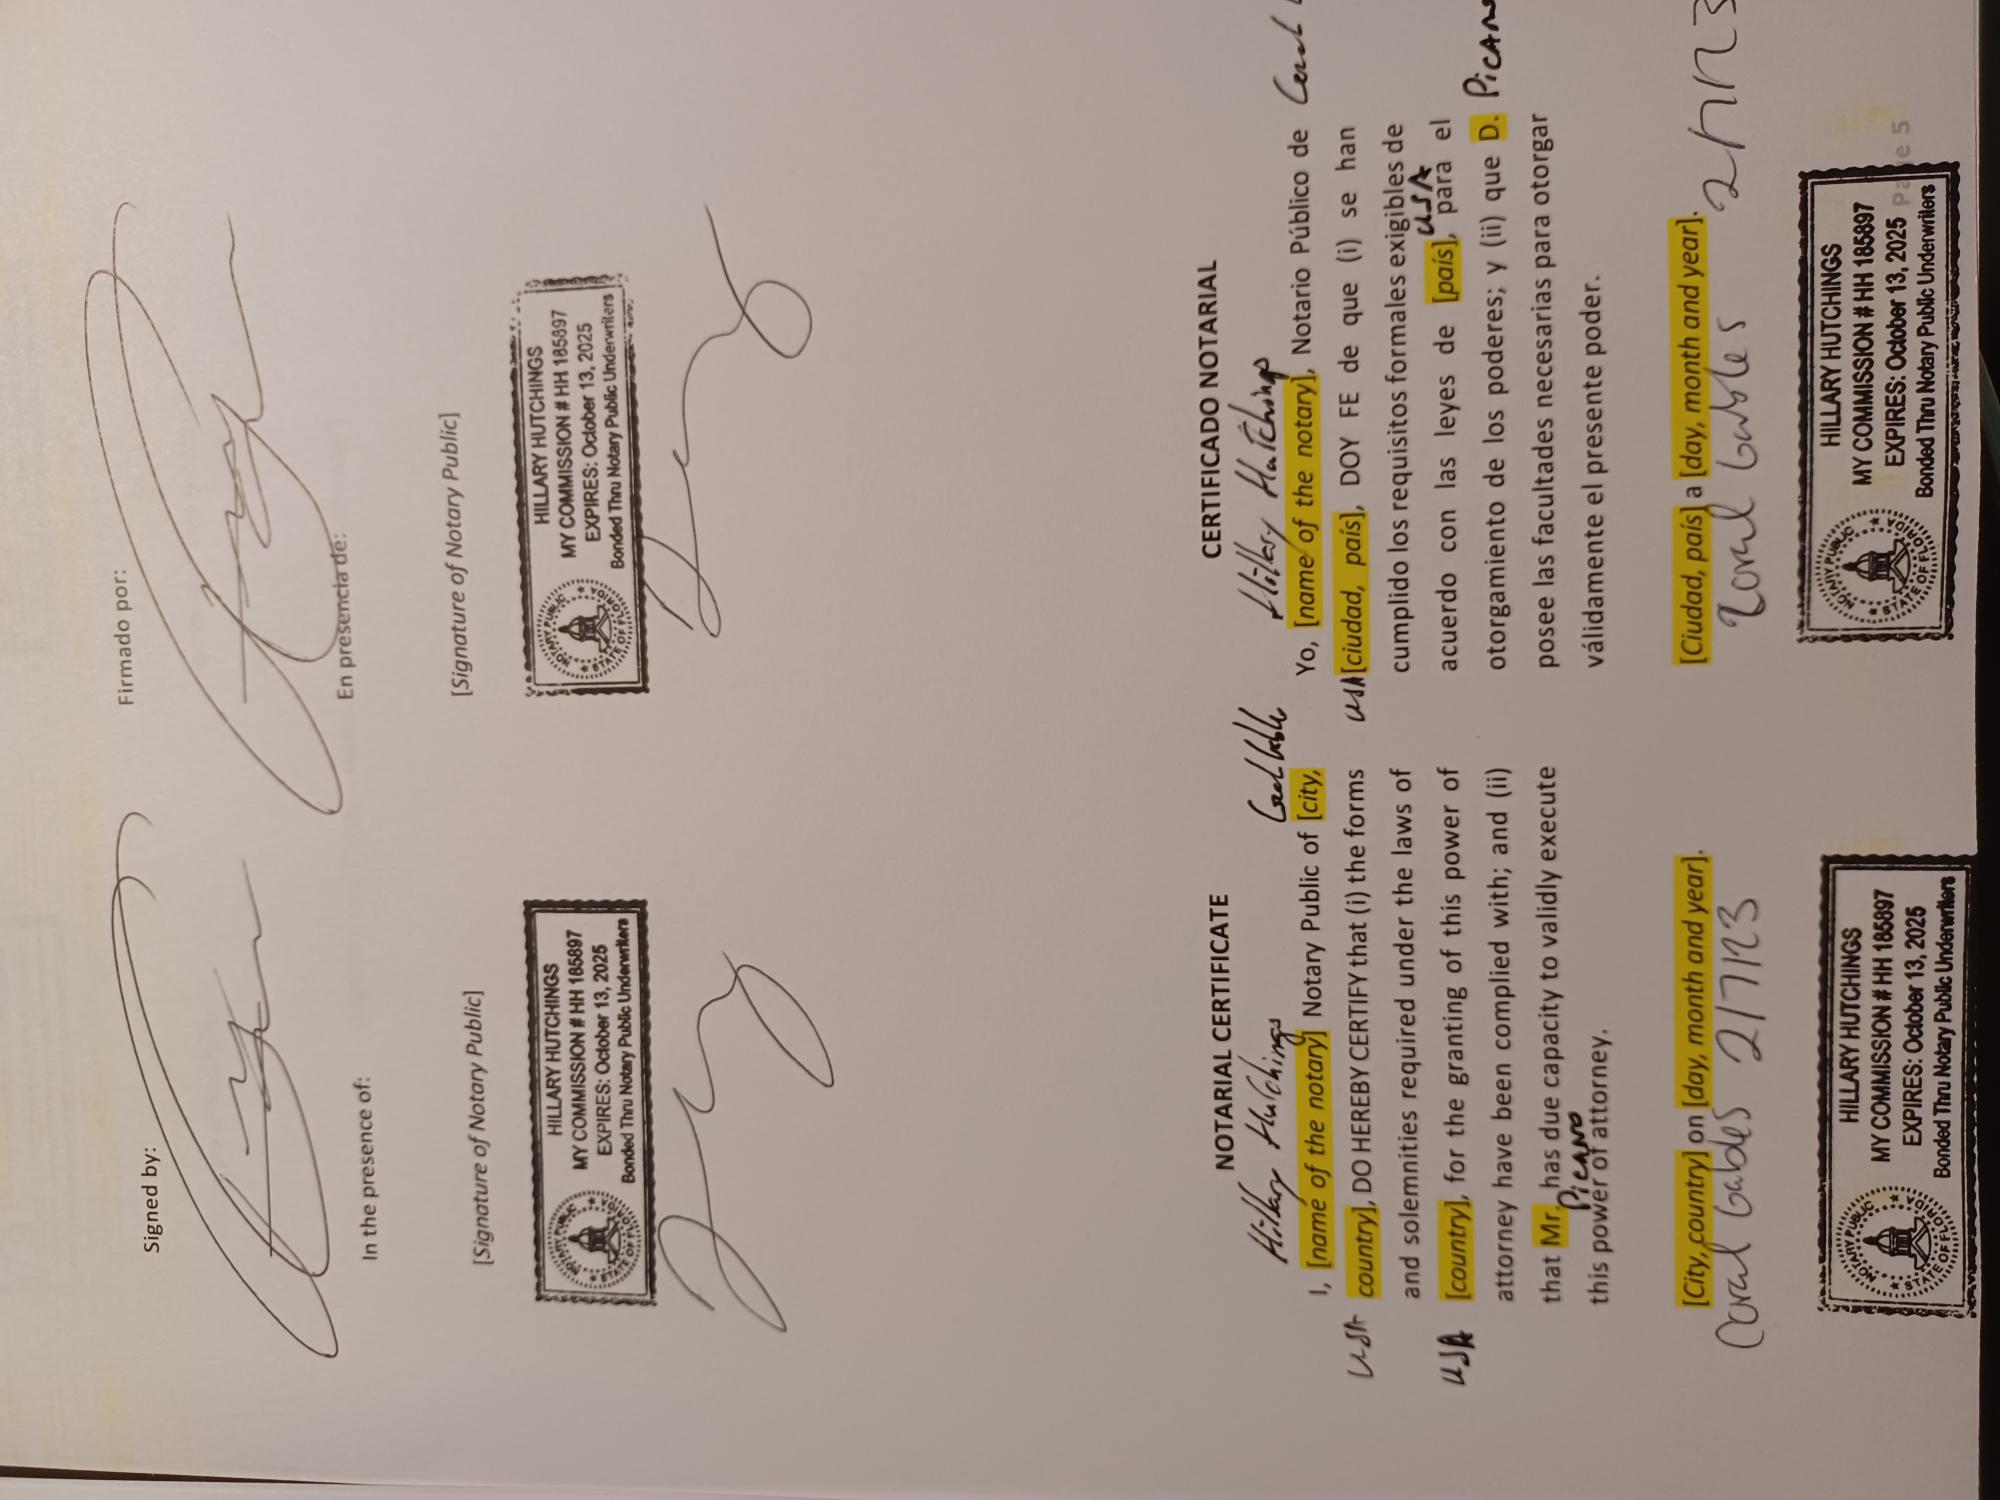 Signed by:
In the presence of:
[Signature of Notary Public]
HILLARY HUTCHINGS
MY COMMISSION # HH 185897
EXPIRES: October 13, 2025
Bonded Thru Notary Public Underwriters
NOTARY PUBLIC
STATE OF FLORIDA
Firmado por:
En presencia de:
[Signature of Notary Public]
HILLARY HUTCHINGS
MY COMMISSION # HH 185897
EXPIRES: October 13, 2025
Bonded Thru Notary Public Underwriters
NOTARY PUBLIC
STATE OF FLORIDA
NOTARIAL CERTIFICATE
Hillary Hutchings
I, [name of the notary] Notary Public of [city,
USA country], DO HEREBY CERTIFY that (i) the forms
and solemnities required under the laws of
USA [country], for the granting of this power of
attorney have been complied with; and (ii)
that Mr. has due capacity to validly execute
Picano
this power of attorney.
[City, country] on [day, month and year].
Coral Gables 2/7/23
HILLARY HUTCHINGS
MY COMMISSION # HH 185897
EXPIRES: October 13, 2025
Bonded Thru Notary Public Underwriters
NOTARY PUBLIC
STATE OF FLORIDA
CERTIFICADO NOTARIAL
Hillary Hutchings
Yo, [name of the notary], Notario Público de
USA [ciudad, país], DOY FE de que (i) se han
cumplido los requisitos formales exigibles de
USA
acuerdo con las leyes de [país], para el
otorgamiento de los poderes; y (ii) que D. Picano
posee las facultades necesarias para otorgar
válidamente el presente poder.
[Ciudad, país] a [day, month and year].
Coral Gables 2/7/23
HILLARY HUTCHINGS
MY COMMISSION # HH 185897
EXPIRES: October 13, 2025
Bonded Thru Notary Public Underwriters
NOTARY PUBLIC
STATE OF FLORIDA
Page 5